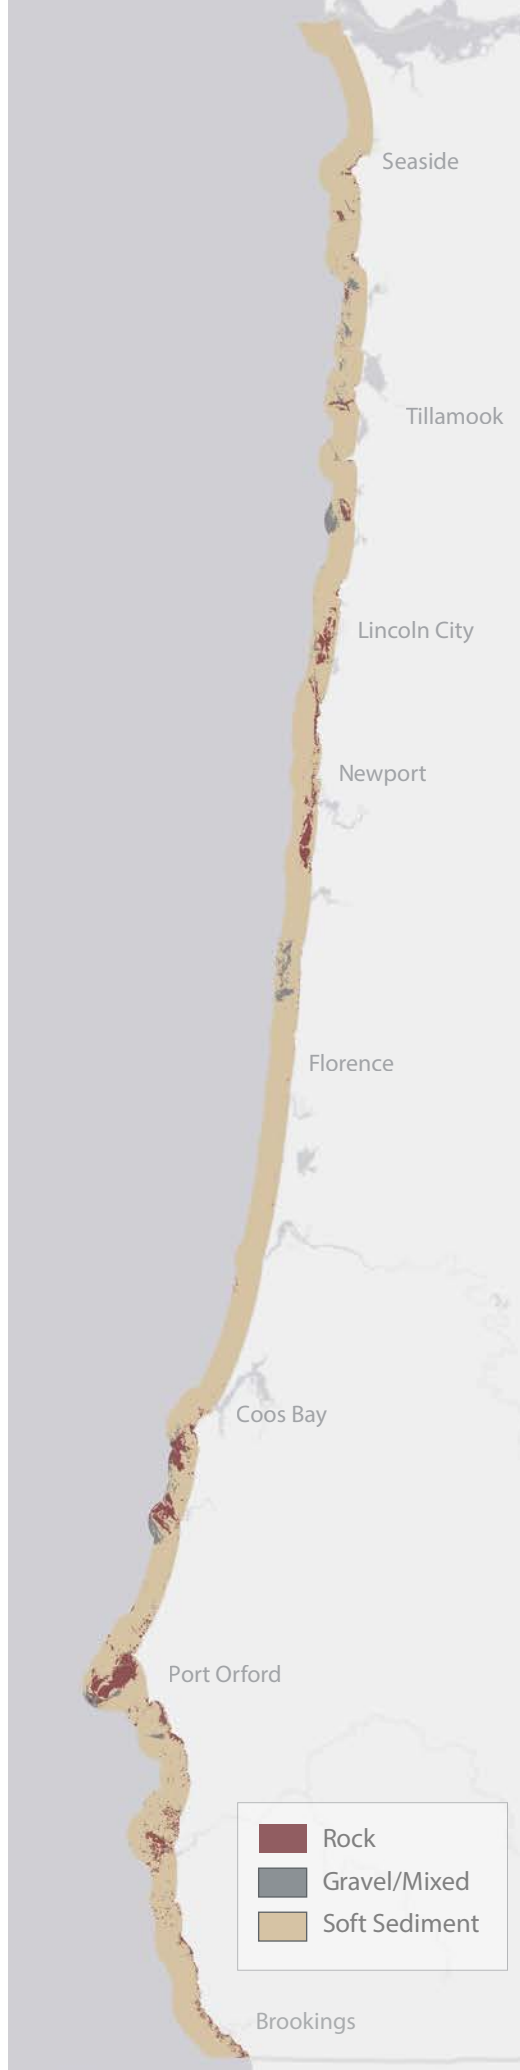 Seaside
Tillamook
Lincoln City
Newport
Florence
Coos Bay
Port Orford
Rock
Gravel/Mixed
Soft Sediment
Brookings